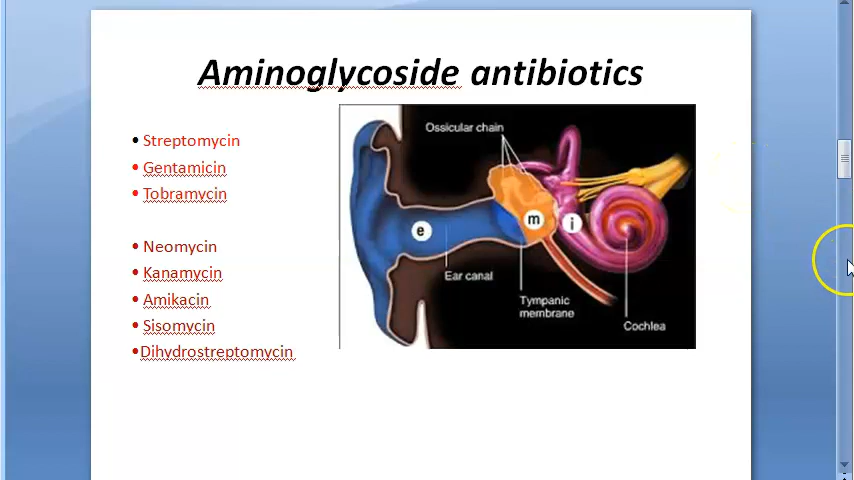 Aminoglycoside antibiotics
• Streptomycin
• Gentamicin
• Tobramycin
• Neomycin
• Kanamycin
• Amikacin
• Sisomycin
•Dihydrostreptomycin
Ossicular chain
e
m
i
Ear canal
Tympanic
membrane
Cochlea